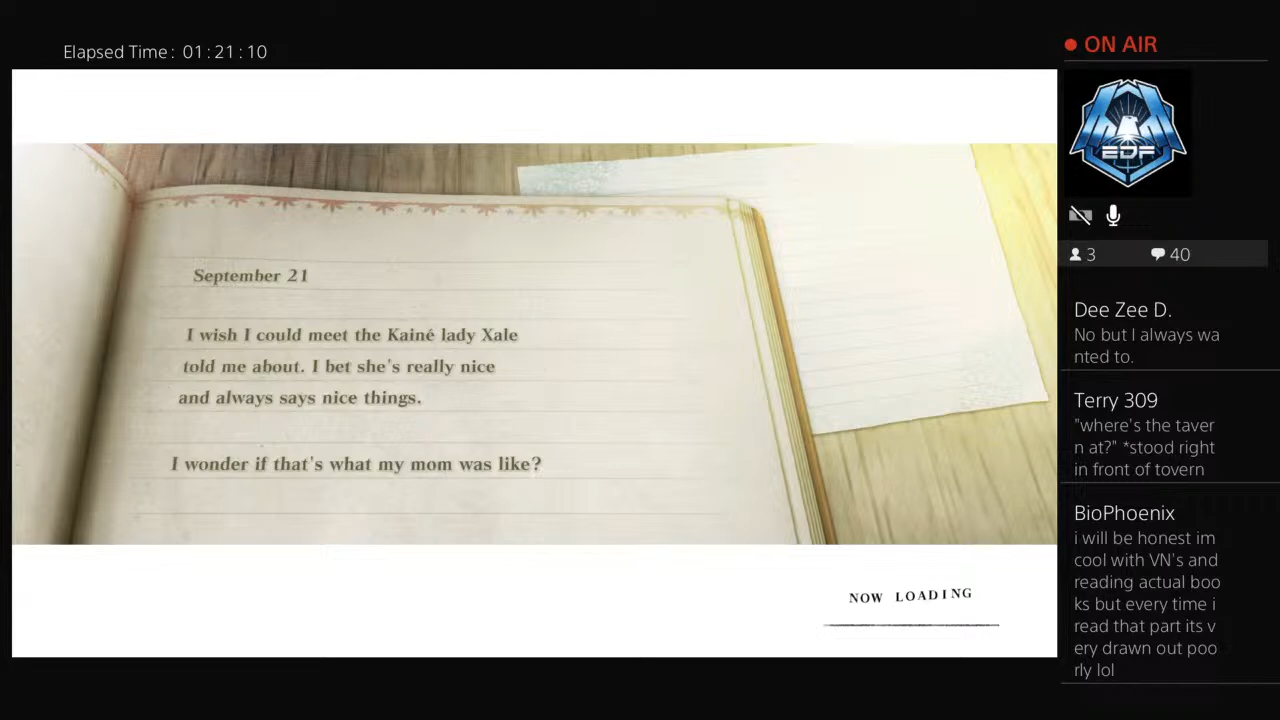 Elapsed Time: 01:21:10
ON AIR
EDF
3
40
September 21
I wish I could meet the Kainé lady Xale
told me about. I bet she's really nice
and always says nice things.
I wonder if that's what my mom was like?
NOW LOADING
Dee Zee D.
No but I always wa
nted to.
Terry 309
"where's the taver
n at?" *stood right
in front of tovern
BioPhoenix
i will be honest im
cool with VN's and
reading actual boo
ks but every time i
read that part its v
ery drawn out poo
rly lol